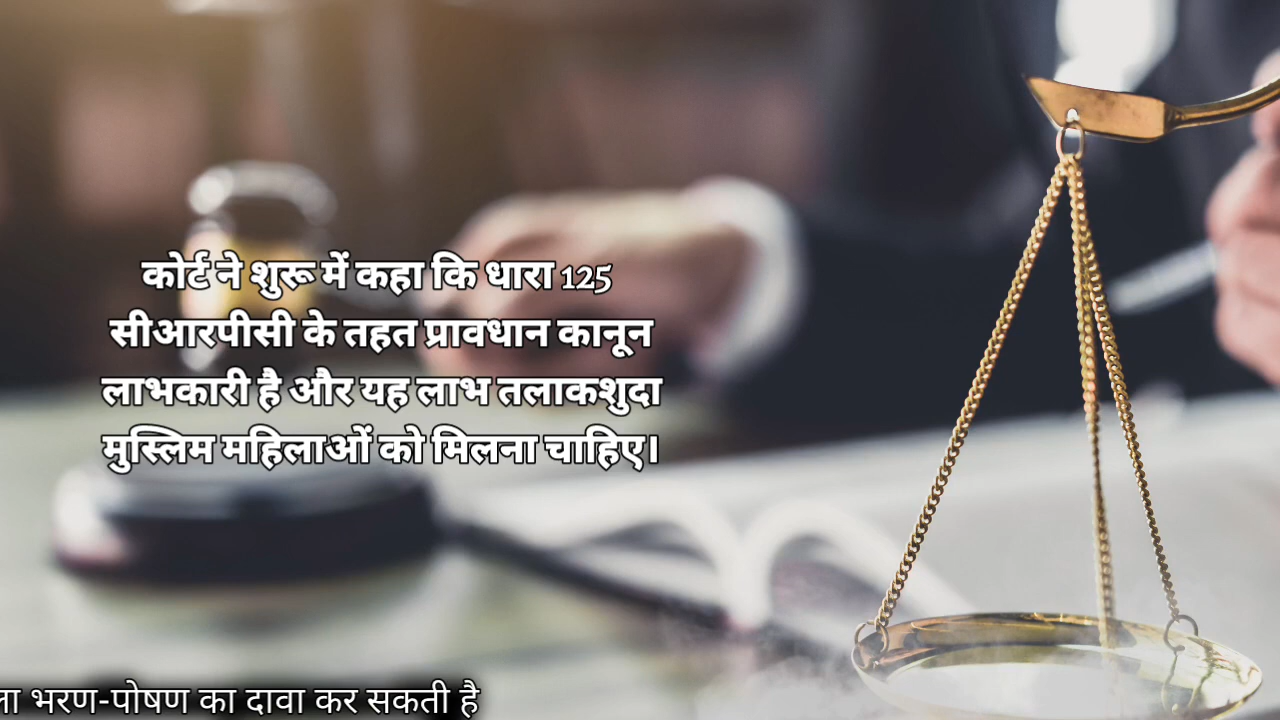 कोर्ट ने शुरू में कहा कि धारा 125
सीआरपीसी के तहत प्रावधान कानून
लाभकारी है और यह लाभ तलाकशुदा
मुस्लिम महिलाओं को मिलना चाहिए।
भरण-पोषण का दावा कर सकती है